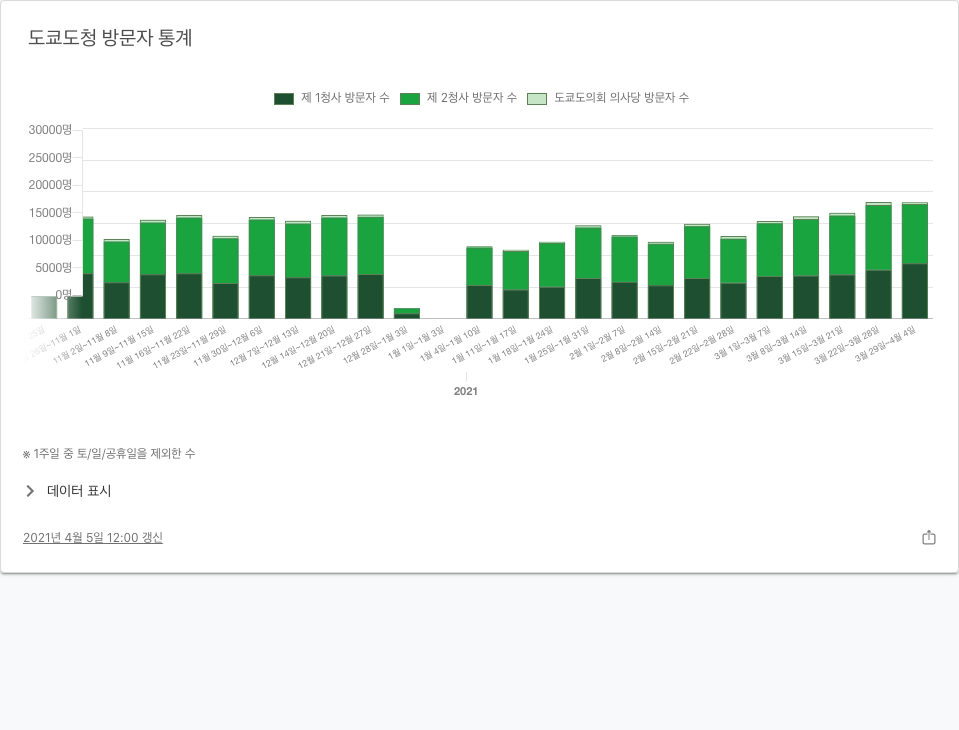 도쿄도청 방문자 통계
제 1청사 방문자 수 제 2청사 방문자 수 도쿄도의회 의사당 방문자 수
30000명
25000명
20000명
15000명
10000명
5000명
0명
26일~11월 1일
11월 2일~11월 8일
11월 9일~11월 15일
11월 16일~11월 22일
11월 23일~11월 29일
11월 30일~12월 6일
12월 7일~12월 13일
12월 14일~12월 20일
12월 21일~12월 27일
12월 28일~1월 3일
1월 1일~1월 3일
1월 4일~1월 10일
1월 11일~1월 17일
1월 18일~1월 24일
1월 25일~1월 31일
2월 1일~2월 7일
2월 8일~2월 14일
2월 15일~2월 21일
2월 22일~2월 28일
3월 1일~3월 7일
3월 8일~3월 14일
3월 15일~3월 21일
3월 22일~3월 28일
3월 29일~4월 4일
2021
※ 1주일 중 토/일/공휴일을 제외한 수
데이터 표시
2021년 4월 5일 12:00 갱신